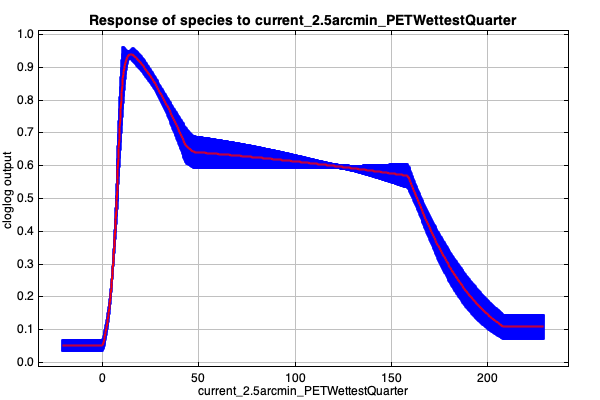 Response of species to current_2.5arcmin_PETWettestQuarter
1.0
0.9
0.8
0.7
0.6
0.5
0.4
0.3
0.2
0.1
0.0
cloglog output
0 50 100 150 200
current_2.5arcmin_PETWettestQuarter